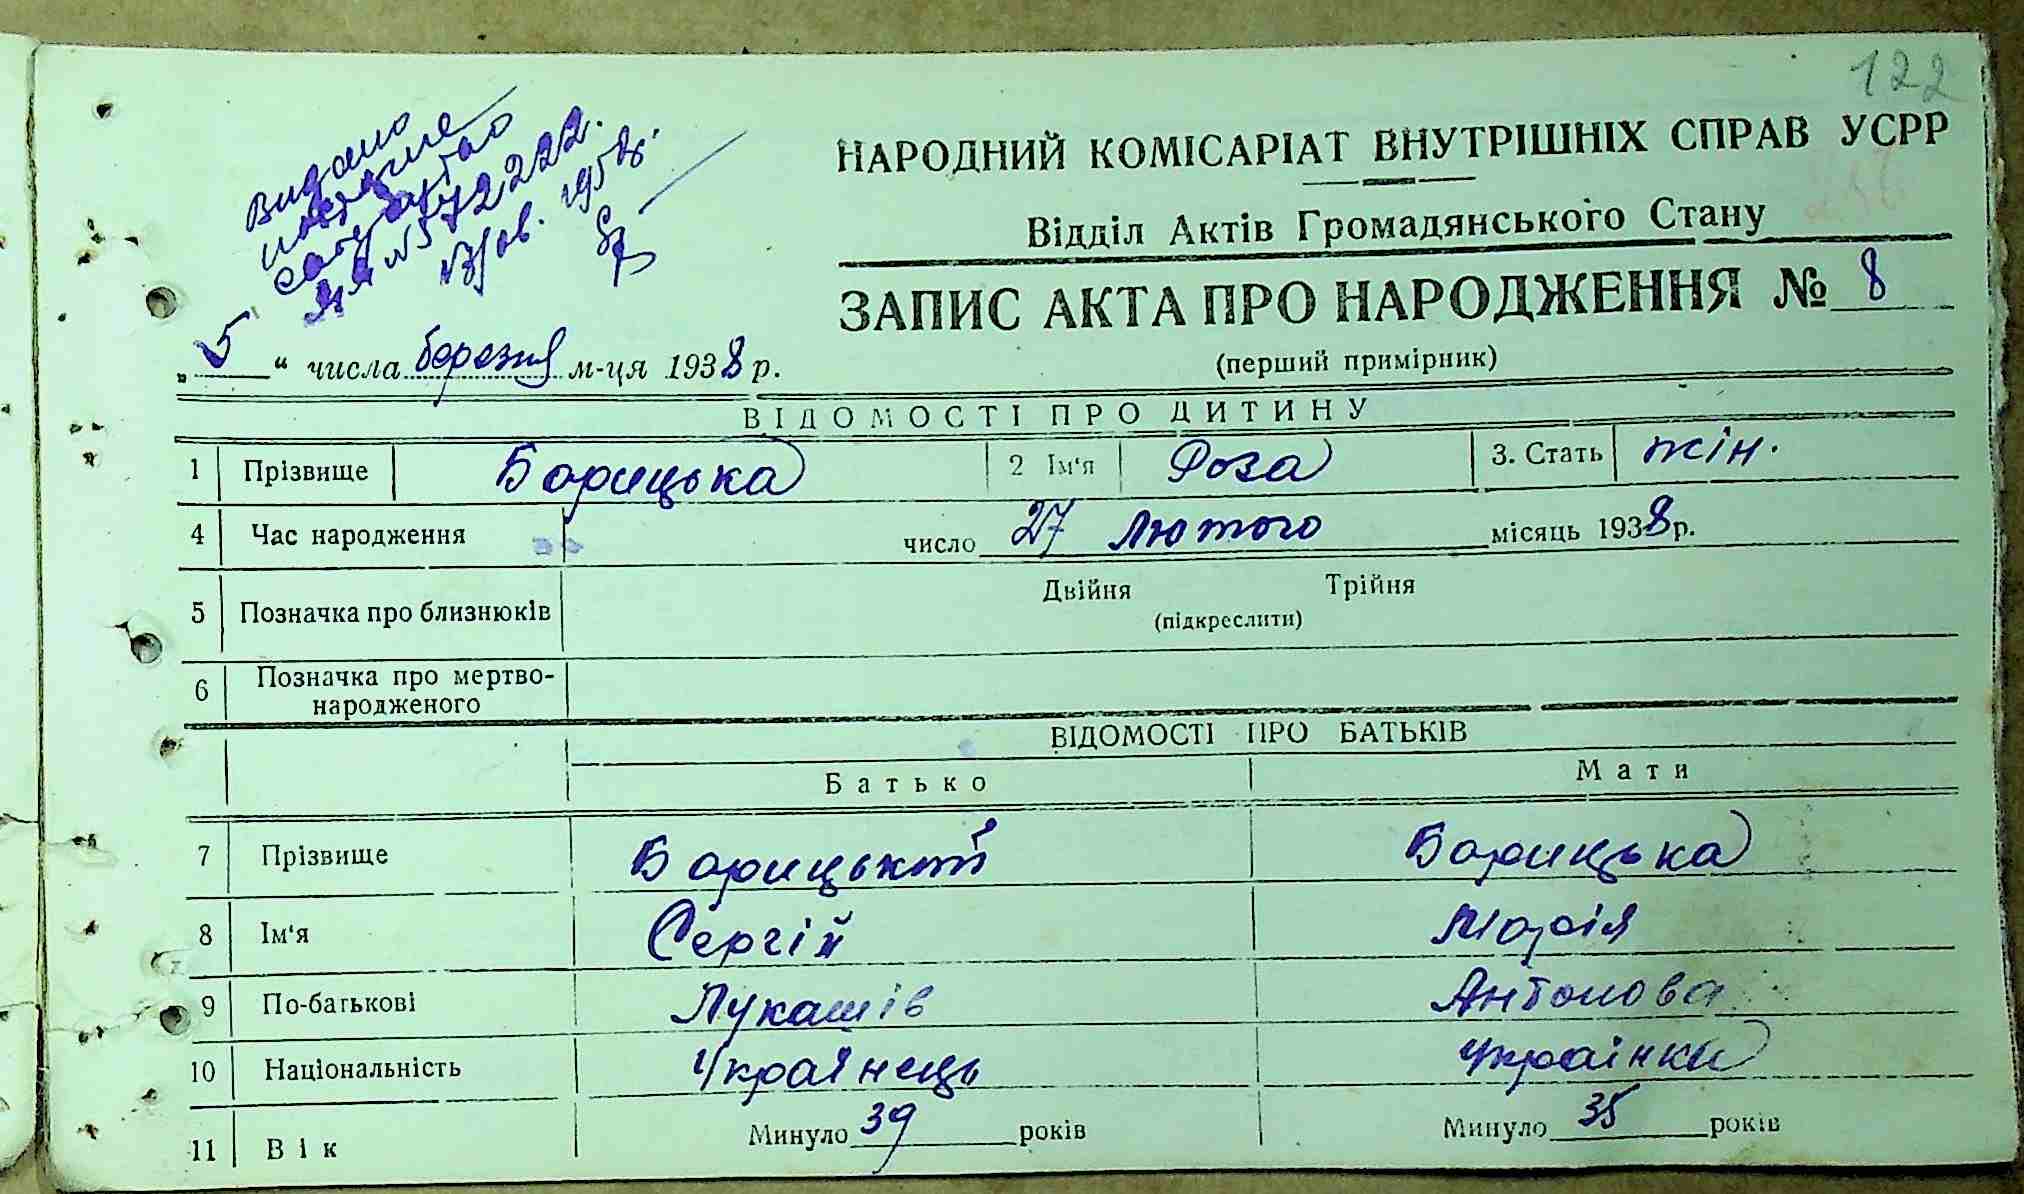 122
Видано
повторне
свідоцтво
НАРОДНИЙ КОМІСАРІАТ ВНУТРІШНІХ СПРАВ УСРР
Відділ Актів Громадянського Стану
ЗАПИС АКТА ПРО НАРОДЖЕННЯ № 8
(перший примірник)
„ 5 “ числа березня м-ця 1938 р.
ВІДОМОСТІ ПРО ДИТИНУ
1 Прізвище Борицька 2 Ім'я Роза 3. Стать жін.
4 Час народження число 27 Лютого місяць 1938 р.
5 Позначка про близнюків Двійня Трійня
(підкреслити)
6 Позначка про мертво-
народженого
ВІДОМОСТІ ПРО БАТЬКІВ
Батько Мати
7 Прізвище Борицький Борицька
8 Ім'я Сергій Марія
9 По-батькові Лукашів Антонова
10 Національність Українець Українка
11 Вік Минуло 39 років Минуло 35 років